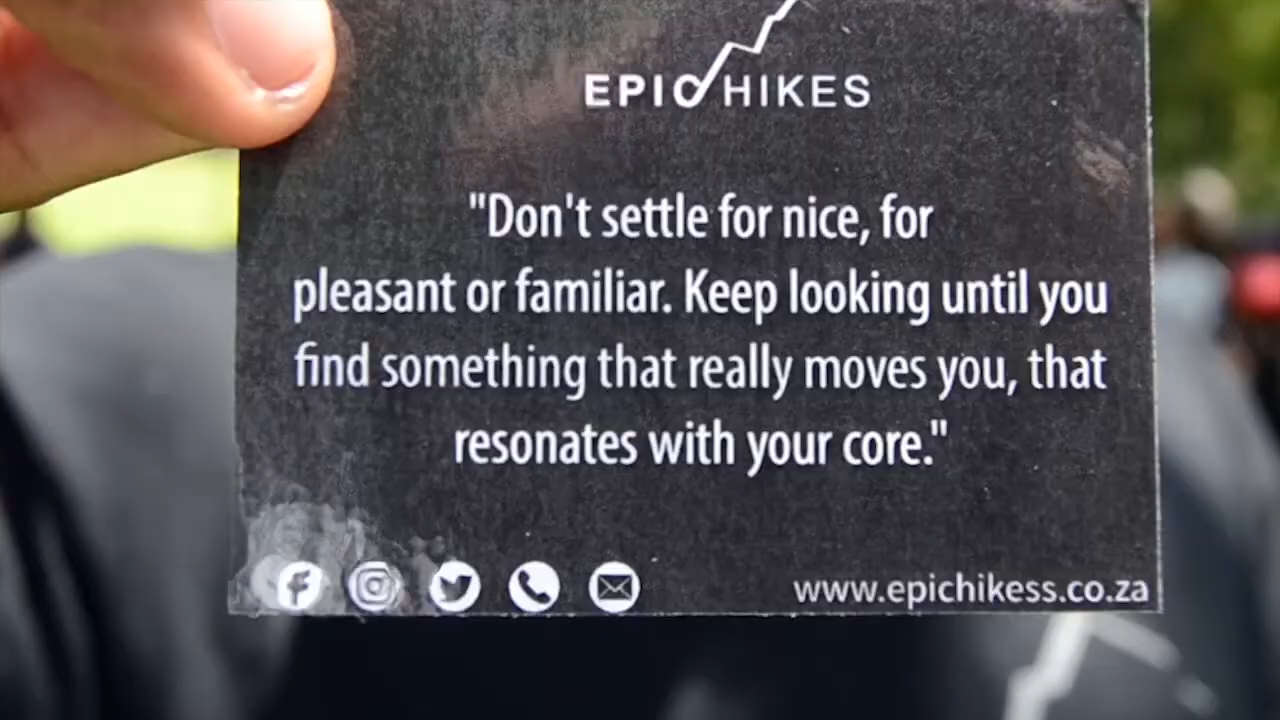 EPIC HIKES
"Don't settle for nice, for
pleasant or familiar. Keep looking until you
find something that really moves you, that
resonates with your core."
www.epichikess.co.za